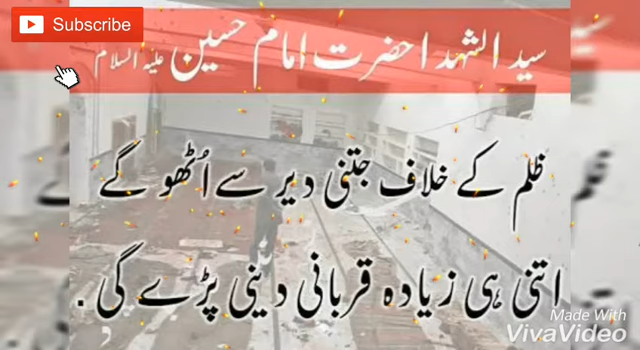 Subscribe
سید الشہدا حضرت امام حسین علیہ السلام
ظلم کے خلاف جتنی دیر سے اُٹھو گے
اتنی ہی زیادہ قربانی دینی پڑے گی .
Made With
VivaVideo